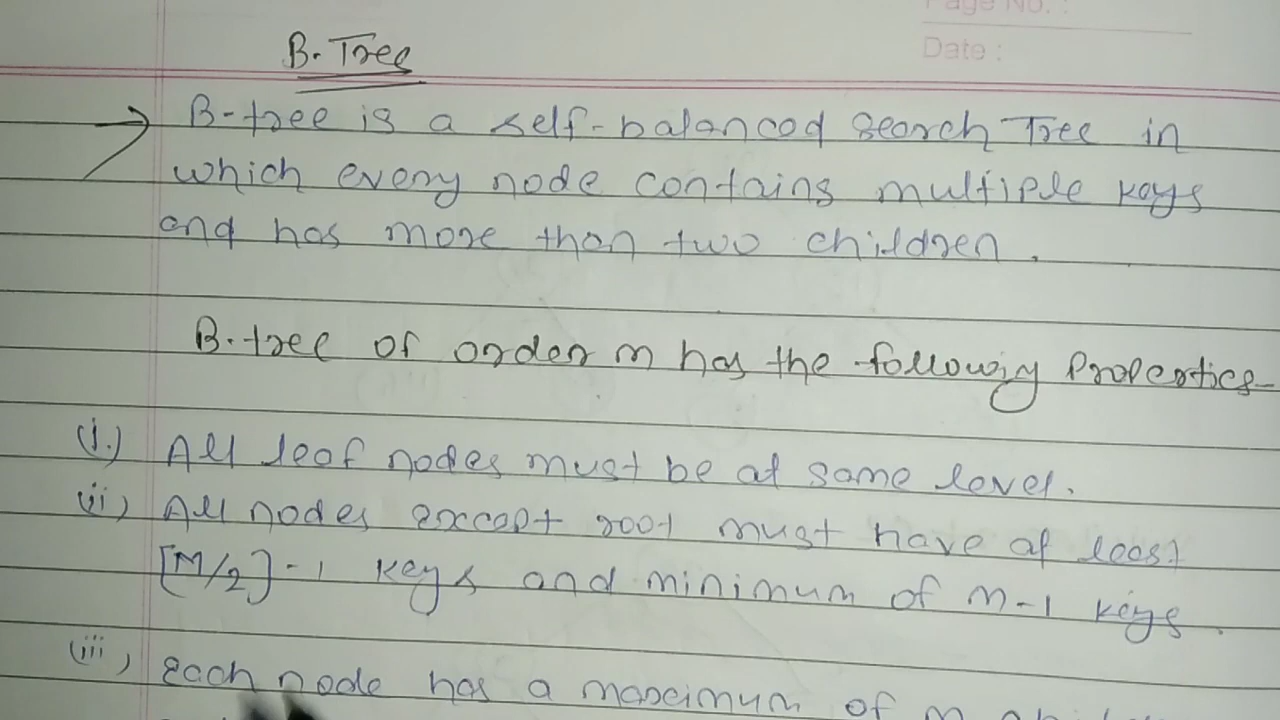 Page No. :
Date :
B-Tree
B-tree is a self-balanced search Tree in
which every node contains multiple keys
and has more than two children.
B-tree of order m has the following Properties-
(i.) All leaf nodes must be at same level.
(ii) All nodes except root must have at least
[M/2]-1 keys and minimum of m-1 keys.
(iii) Each node has a maximum of m